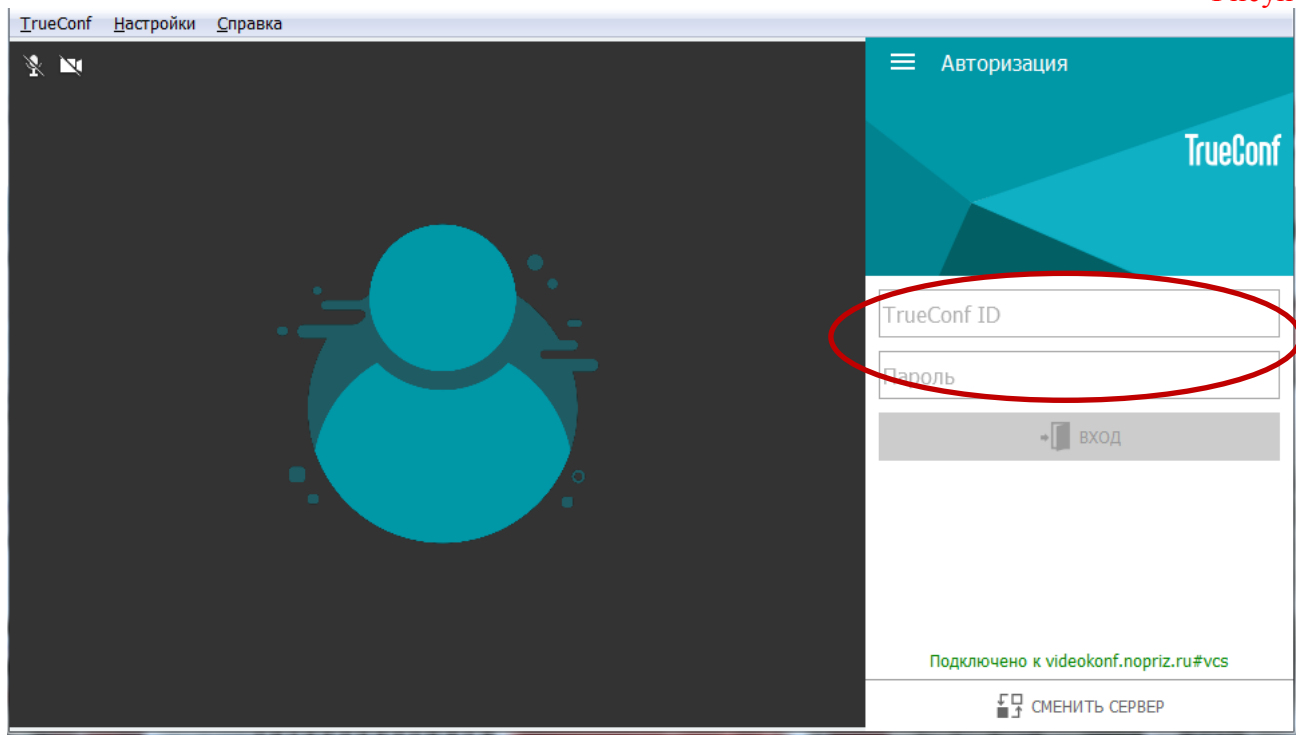 TrueConf Настройки Справка
Авторизация
TrueConf
TrueConf ID
Пароль
ВХОД
Подключено к videokonf.nopriz.ru#vcs
СМЕНИТЬ СЕРВЕР